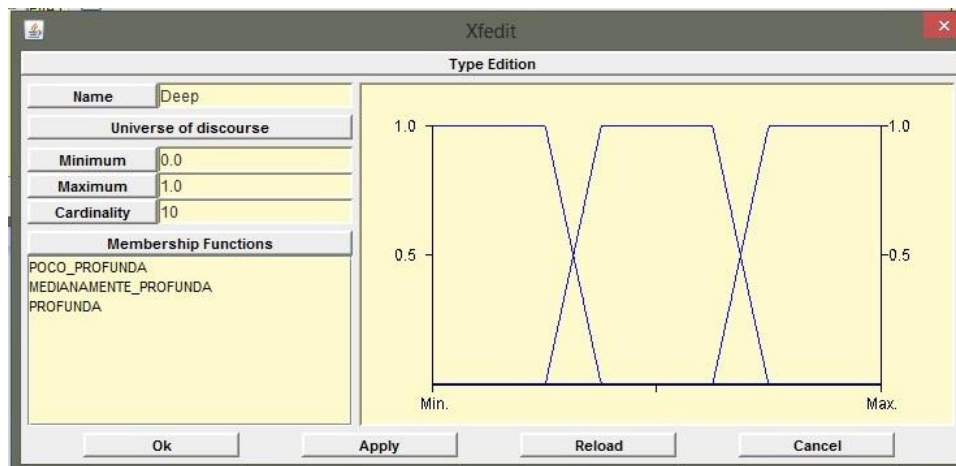 Xfedit
Type Edition
Name Deep
Universe of discourse
Minimum 0.0
Maximum 1.0
Cardinality 10
Membership Functions
POCO_PROFUNDA
MEDIANAMENTE_PROFUNDA
PROFUNDA
1.0 1.0
0.5 0.5
Min. Max.
Ok Apply Reload Cancel